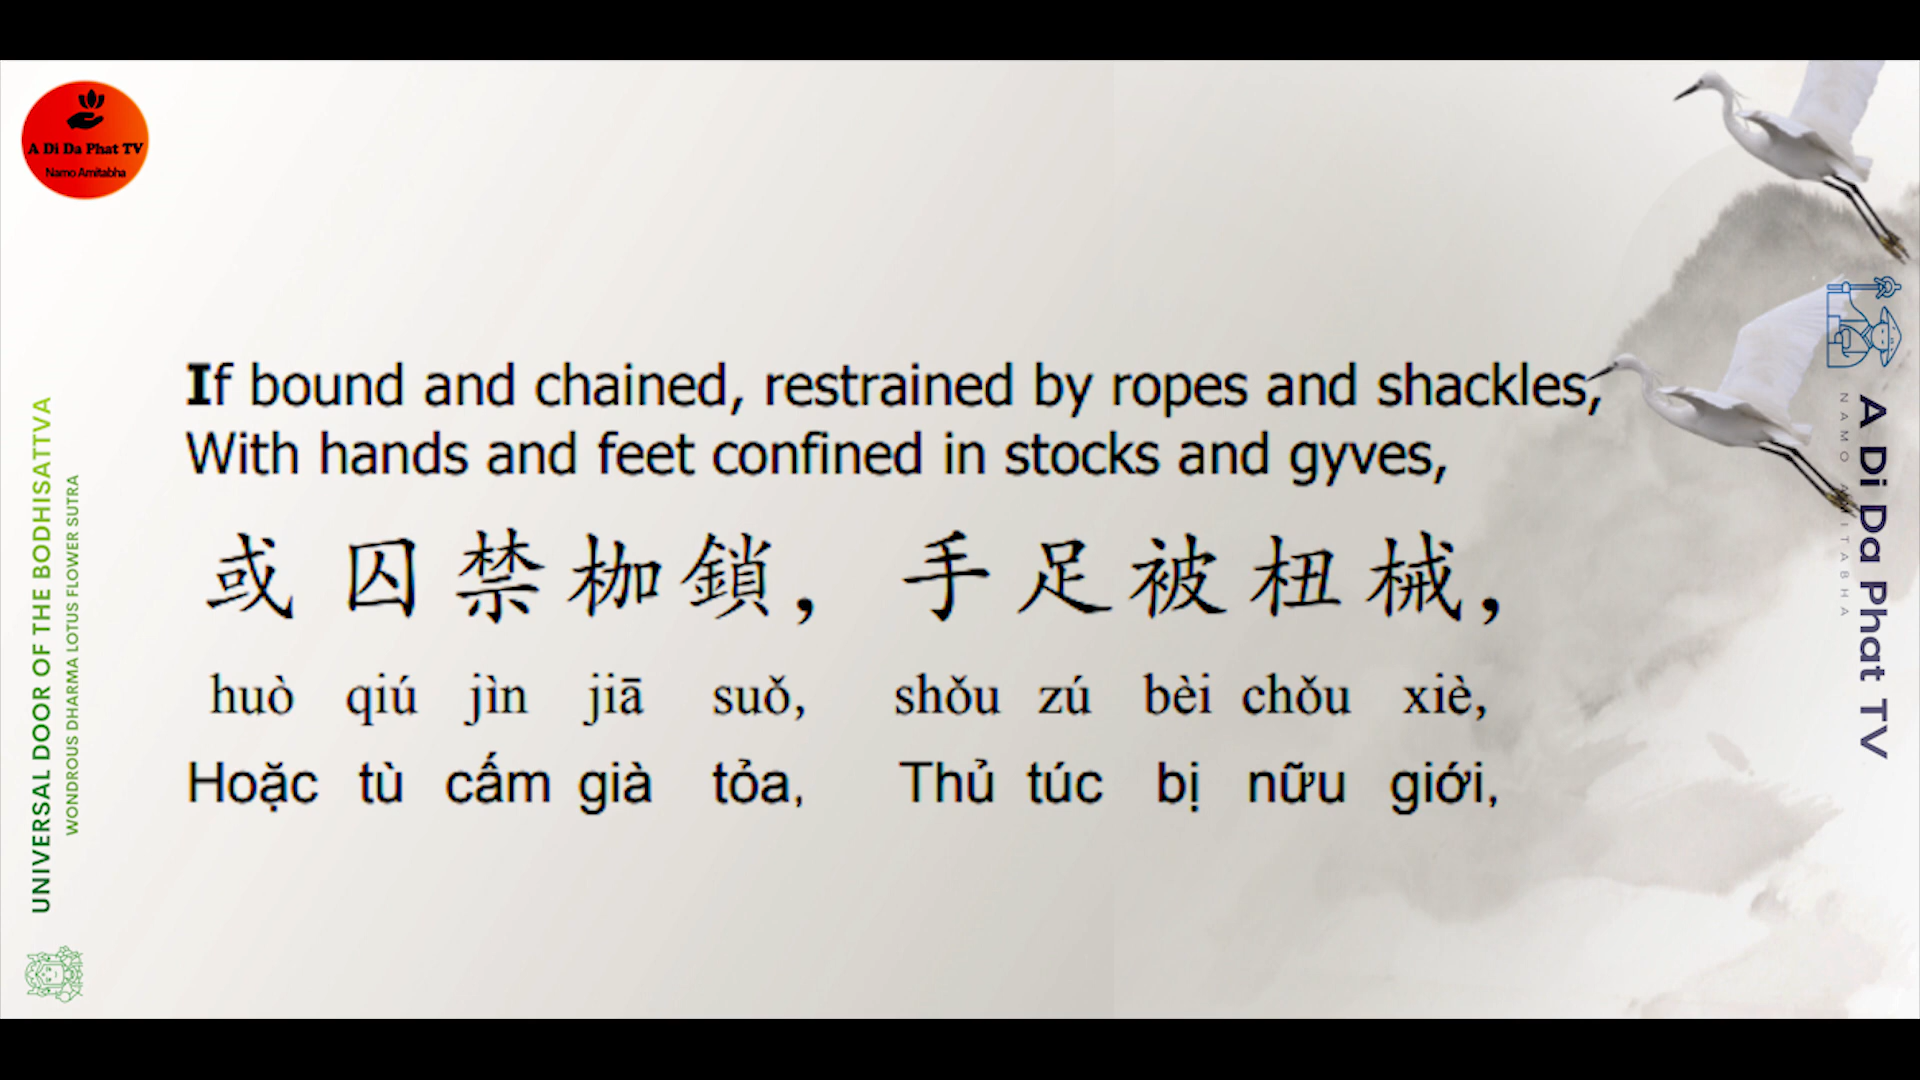 A Di Da Phat TV
Namo Amitabha
If bound and chained, restrained by ropes and shackles,
With hands and feet confined in stocks and gyves,
或囚禁枷鎖，手足被杻械，
huò qiú jìn jiā suǒ, shǒu zú bèi chǒu xiè,
Hoặc tù cấm già tỏa, Thủ túc bị nữu giới,
UNIVERSAL DOOR OF THE BODHISATTVA
WONDROUS DHARMA LOTUS FLOWER SUTRA
A Di Da Phat TV
NAMO AMITABHA